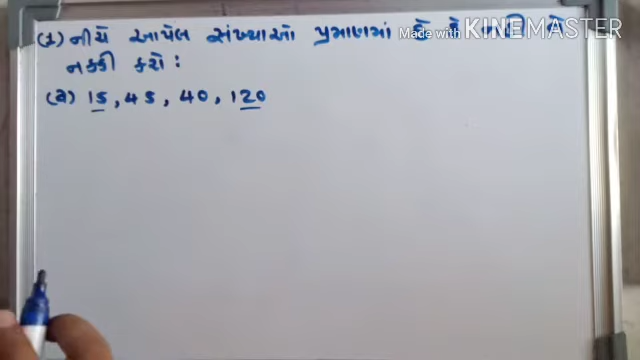 (1) નીચે આપેલ સંખ્યાઓ પ્રમાણમાં છે કે
Made with KINEMASTER
નક્કી કરો :
(a) 15, 45, 40, 120